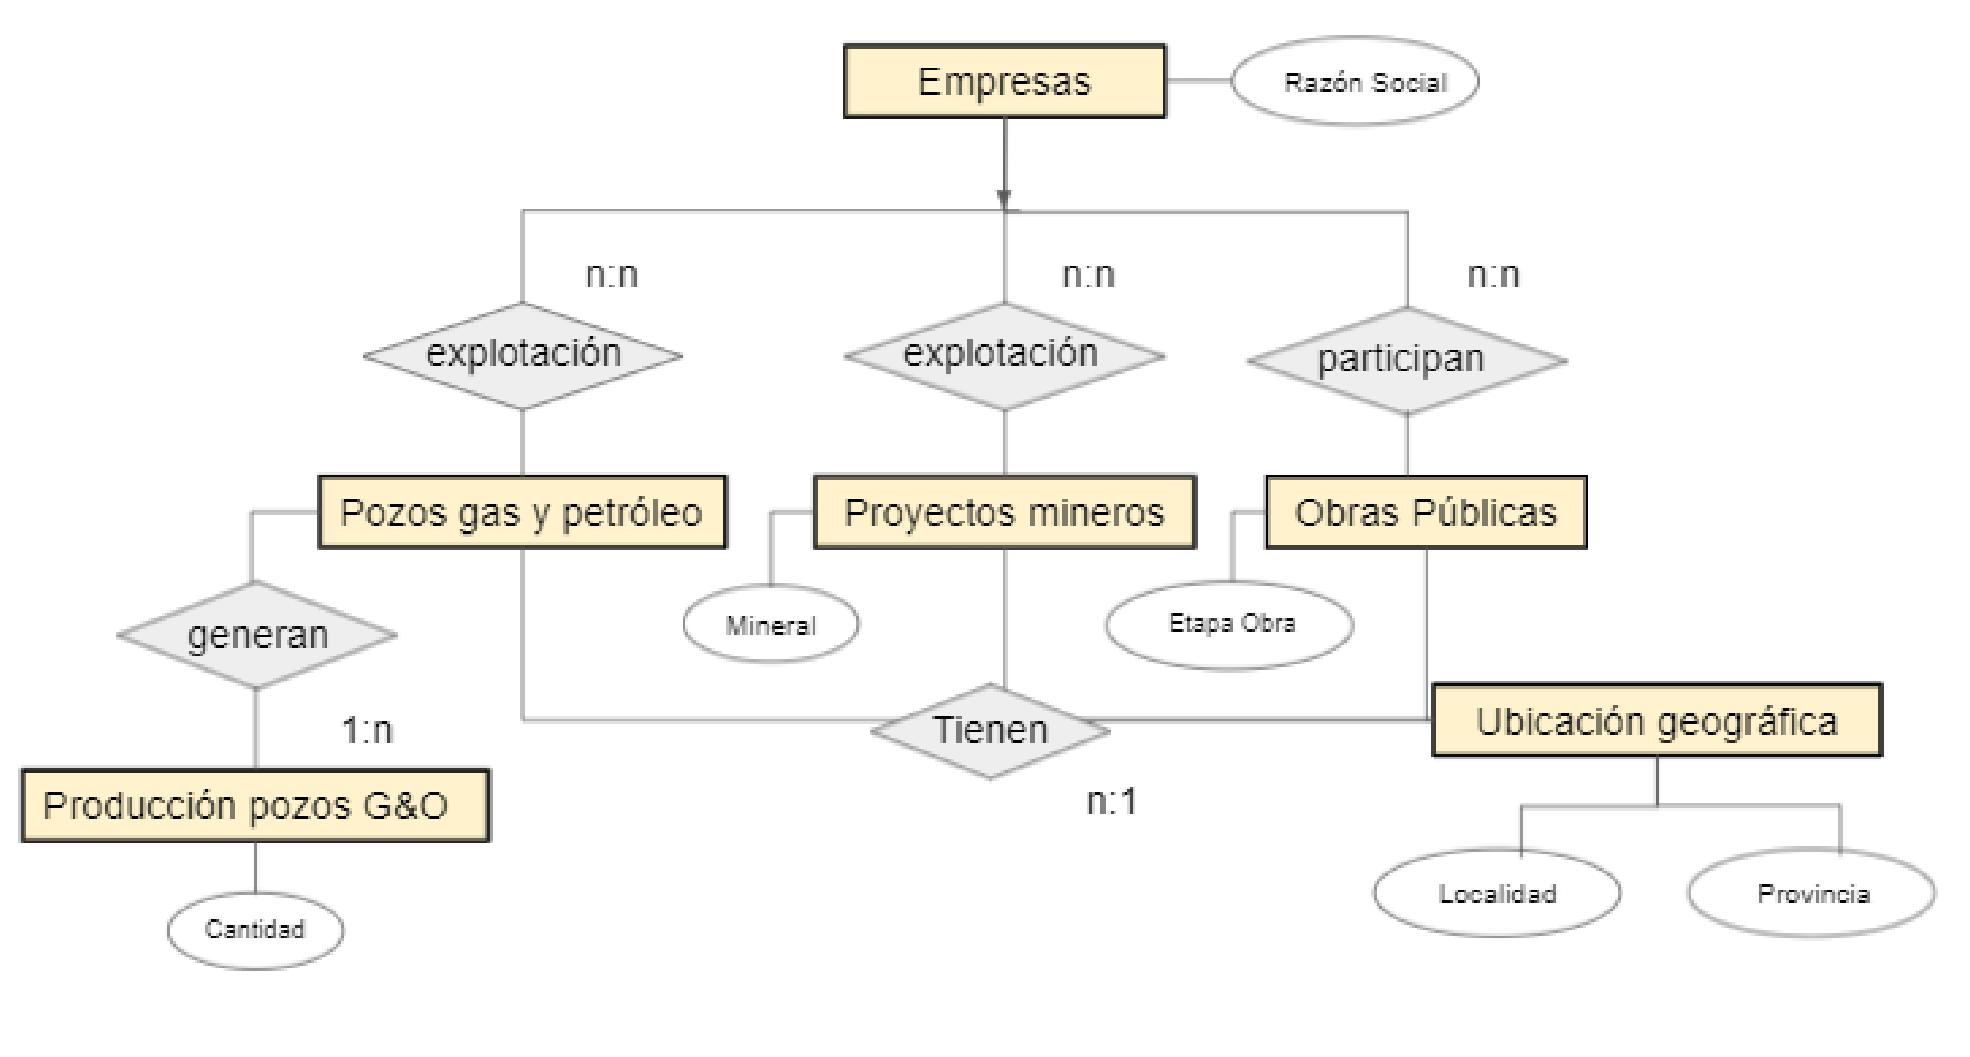 Empresas
Razón Social
n:n
n:n
n:n
explotación
explotación
participan
Pozos gas y petróleo
Proyectos mineros
Obras Públicas
generan
Mineral
Etapa Obra
1:n
Tienen
Ubicación geográfica
Producción pozos G&O
n:1
Cantidad
Localidad
Provincia